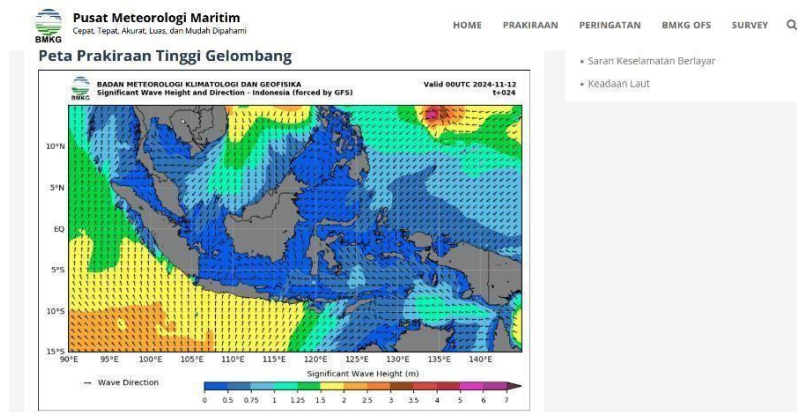 BMKG
Pusat Meteorologi Maritim
Cepat, Tepat, Akurat, Luas, dan Mudah Dipahami
HOME PRAKIRAAN PERINGATAN BMKG OFS SURVEY
Peta Prakiraan Tinggi Gelombang
Saran Keselamatan Berlayar
Keadaan Laut
BMKG
BADAN METEOROLOGI KLIMATOLOGI DAN GEOFISIKA
Significant Wave Height and Direction - Indonesia (forced by GFS)
Valid 00UTC 2024-11-12
t+024
10°N
5°N
EQ
5°S
10°S
15°S
90°E 95°E 100°E 105°E 110°E 115°E 120°E 125°E 130°E 135°E 140°E
Significant Wave Height (m)
→ Wave Direction
0 0.5 0.75 1 1.25 1.5 2 2.5 3 3.5 4 5 6 7